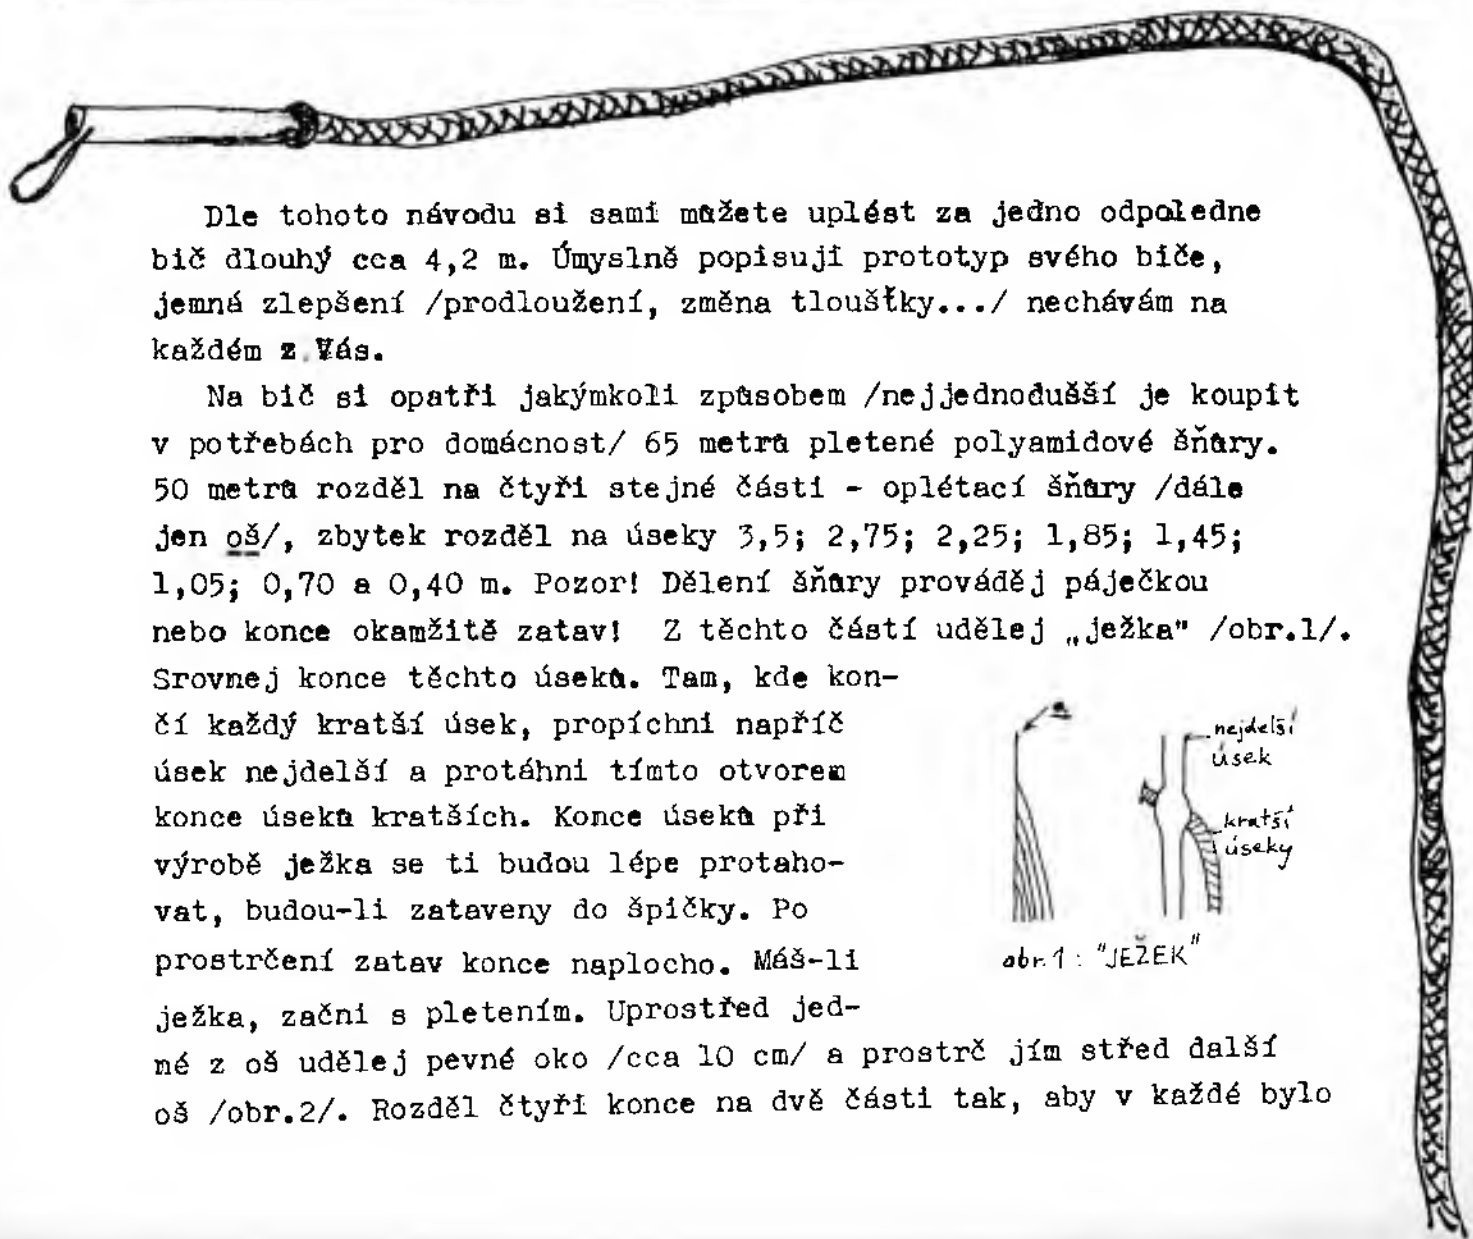 Dle tohoto návodu si sami můžete uplést za jedno odpoledne
bič dlouhý cca 4,2 m. Úmyslně popisuji prototyp svého biče,
jemná zlepšení /prodloužení, změna tloušťky.../ nechávám na
každém z Vás.
Na bič si opatři jakýmkoli způsobem /nejjednodušší je koupit
v potřebách pro domácnost/ 65 metrů pletené polyamidové šňůry.
50 metrů rozděl na čtyři stejné části - oplétací šňůry /dále
jen oš/, zbytek rozděl na úseky 3,5; 2,75; 2,25; 1,85; 1,45;
1,05; 0,70 a 0,40 m. Pozor! Dělení šňůry prováděj páječkou
nebo konce okamžitě zatav! Z těchto částí udělej „ježka" /obr.1/.
Srovnej konce těchto úseků. Tam, kde kon-
čí každý kratší úsek, propíchni napříč
úsek nejdelší a protáhni tímto otvorem
konce úseků kratších. Konce úseků při
výrobě ježka se ti budou lépe protaho-
vat, budou-li zataveny do špičky. Po
prostrčení zatav konce naplocho. Máš-li
ježka, začni s pletením. Uprostřed jed-
né z oš udělej pevné oko /cca 10 cm/ a prostrč jím střed další
oš /obr.2/. Rozděl čtyři konce na dvě části tak, aby v každé bylo
a
nejdelší
úsek
kratší
úseky
obr.1: "JEŽEK"